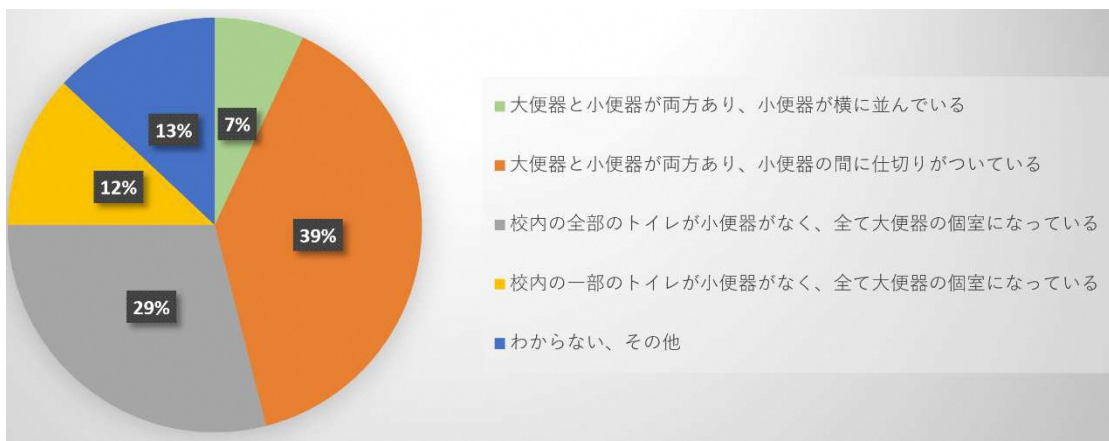 7%
39%
29%
12%
13%
大便器と小便器が両方あり、小便器が横に並んでいる
大便器と小便器が両方あり、小便器の間に仕切りがついている
校内の全部のトイレが小便器がなく、全て大便器の個室になっている
校内の一部のトイレが小便器がなく、全て大便器の個室になっている
わからない、その他